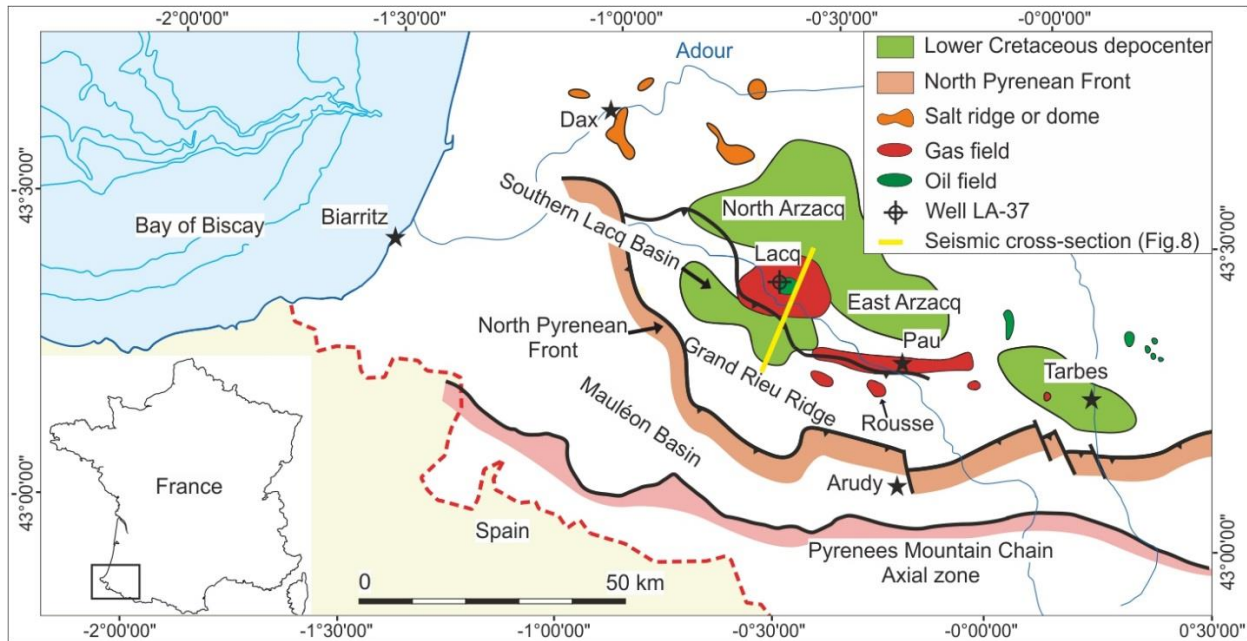 -2°00'00"
-1°30'00"
-1°00'00"
-0°30'00"
-0°00'00"
Lower Cretaceous depocenter
North Pyrenean Front
Salt ridge or dome
Gas field
Oil field
Well LA-37
Seismic cross-section (Fig.8)
Adour
Dax
-43°30'00"
43°30'00"
Bay of Biscay
Biarritz
Southern Lacq
Basin
North Arzacq
Lacq
East Arzacq
North Pyrenean
Front
Pau
Grand Rieu Ridge
Tarbes
Rousse
Mauléon Basin
France
Arudy
43°00'00"
43°00'00"
Spain
Pyrenees Mountain Chain
Axial zone
0
50 km
-2°00'00"
-1°30'00"
-1°00'00"
-0°30'00"
-0°00'00"
0°30'00"